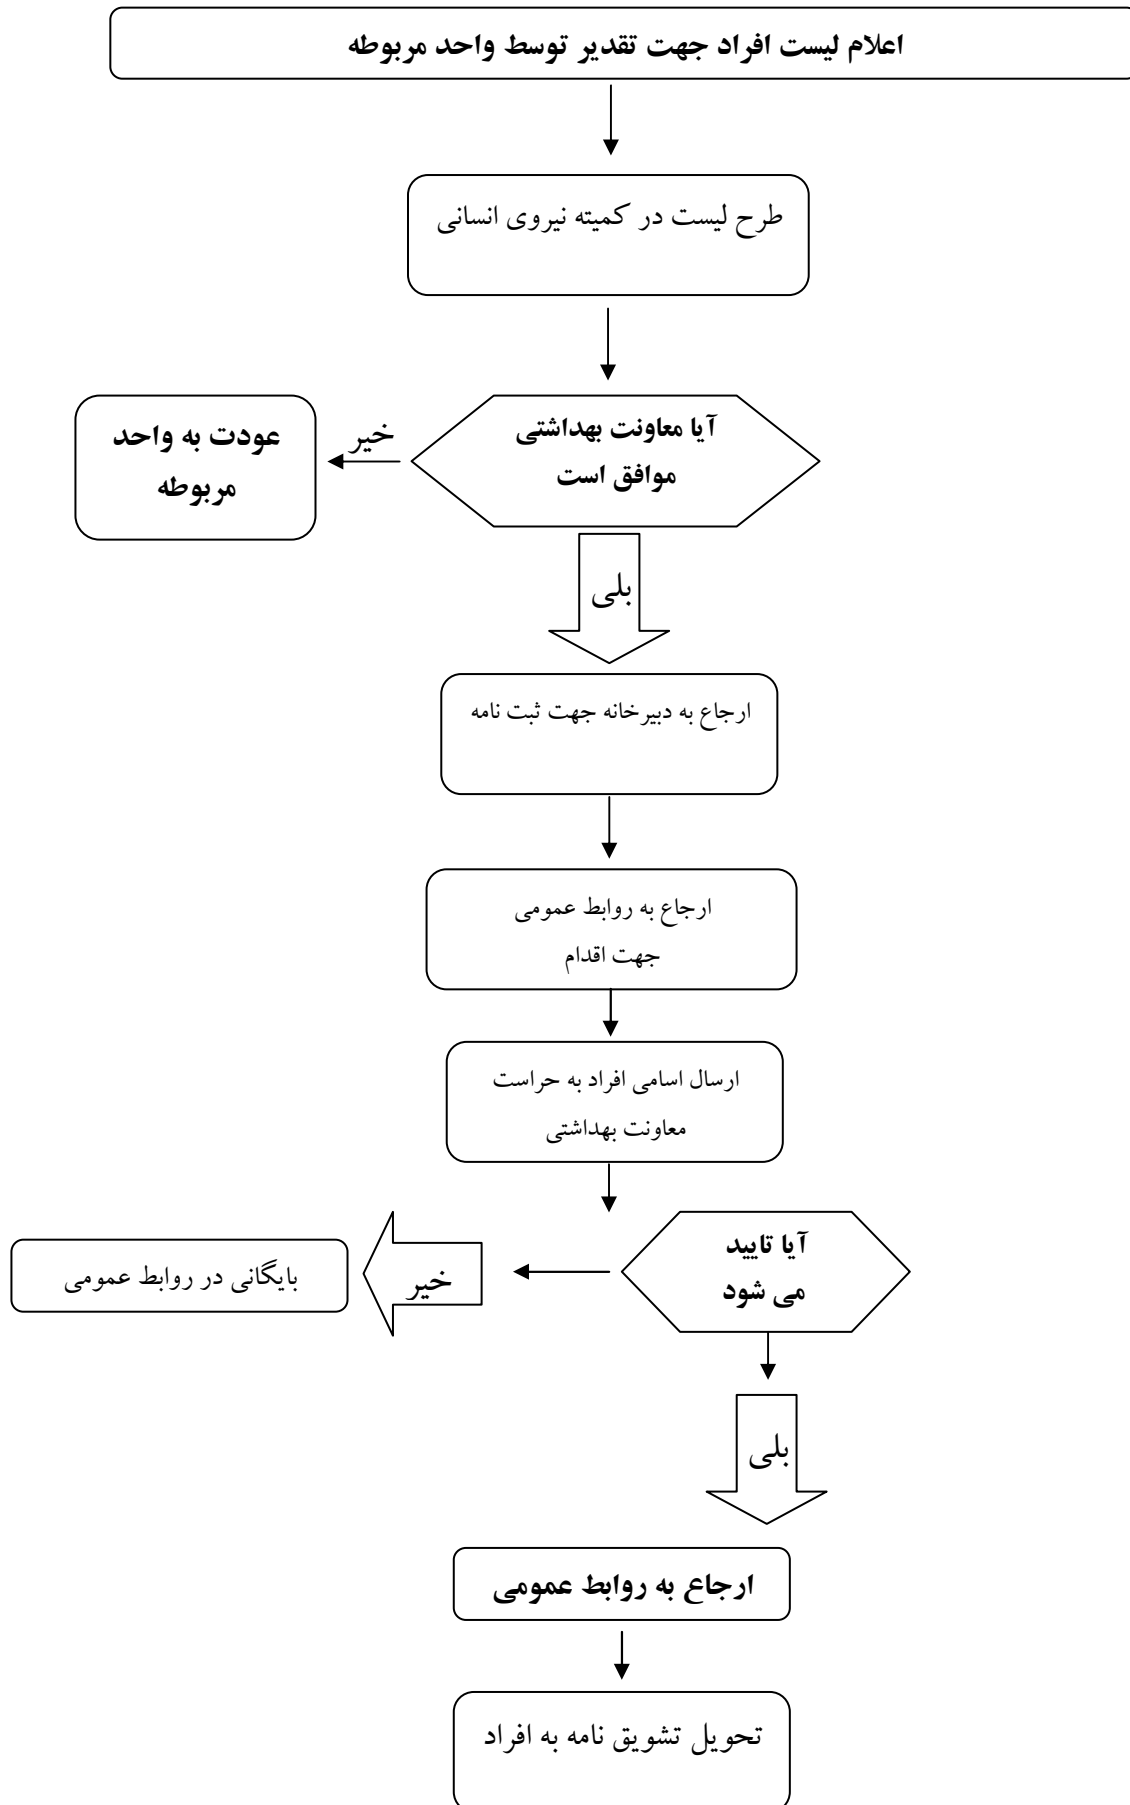 اعلام لیست افراد جهت تقدیر توسط واحد مربوطه
طرح لیست در کمیته نیروی انسانی
آیا معاونت بهداشتی
موافق است
خیر
عودت به واحد
مربوطه
بلی
ارجاع به دبیرخانه جهت ثبت نامه
ارجاع به روابط عمومی
جهت اقدام
ارسال اسامی افراد به حراست
معاونت بهداشتی
آیا تایید
می شود
خیر
بایگانی در روابط عمومی
بلی
ارجاع به روابط عمومی
تحویل تشویق نامه به افراد